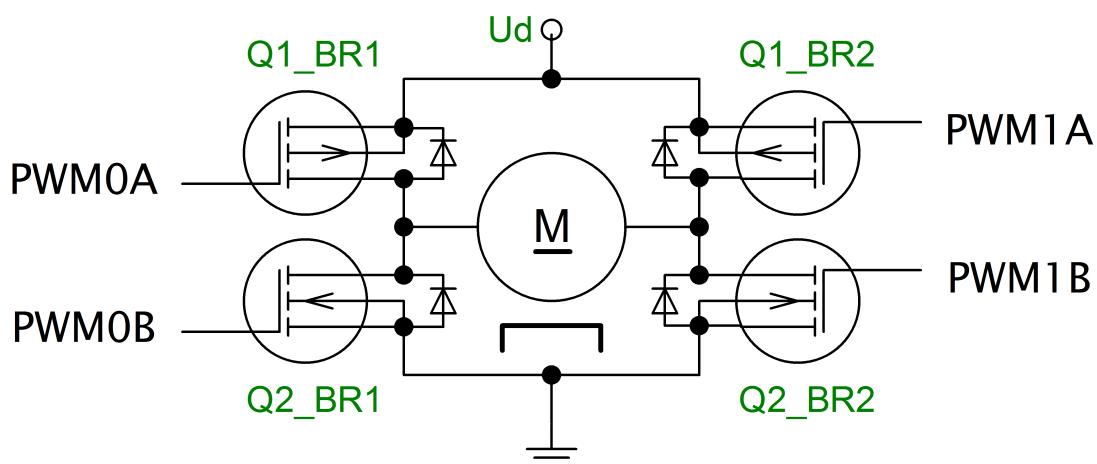 Ud
Q1_BR1
Q1_BR2
PWM0A
PWM1A
M
PWM0B
PWM1B
Q2_BR1
Q2_BR2